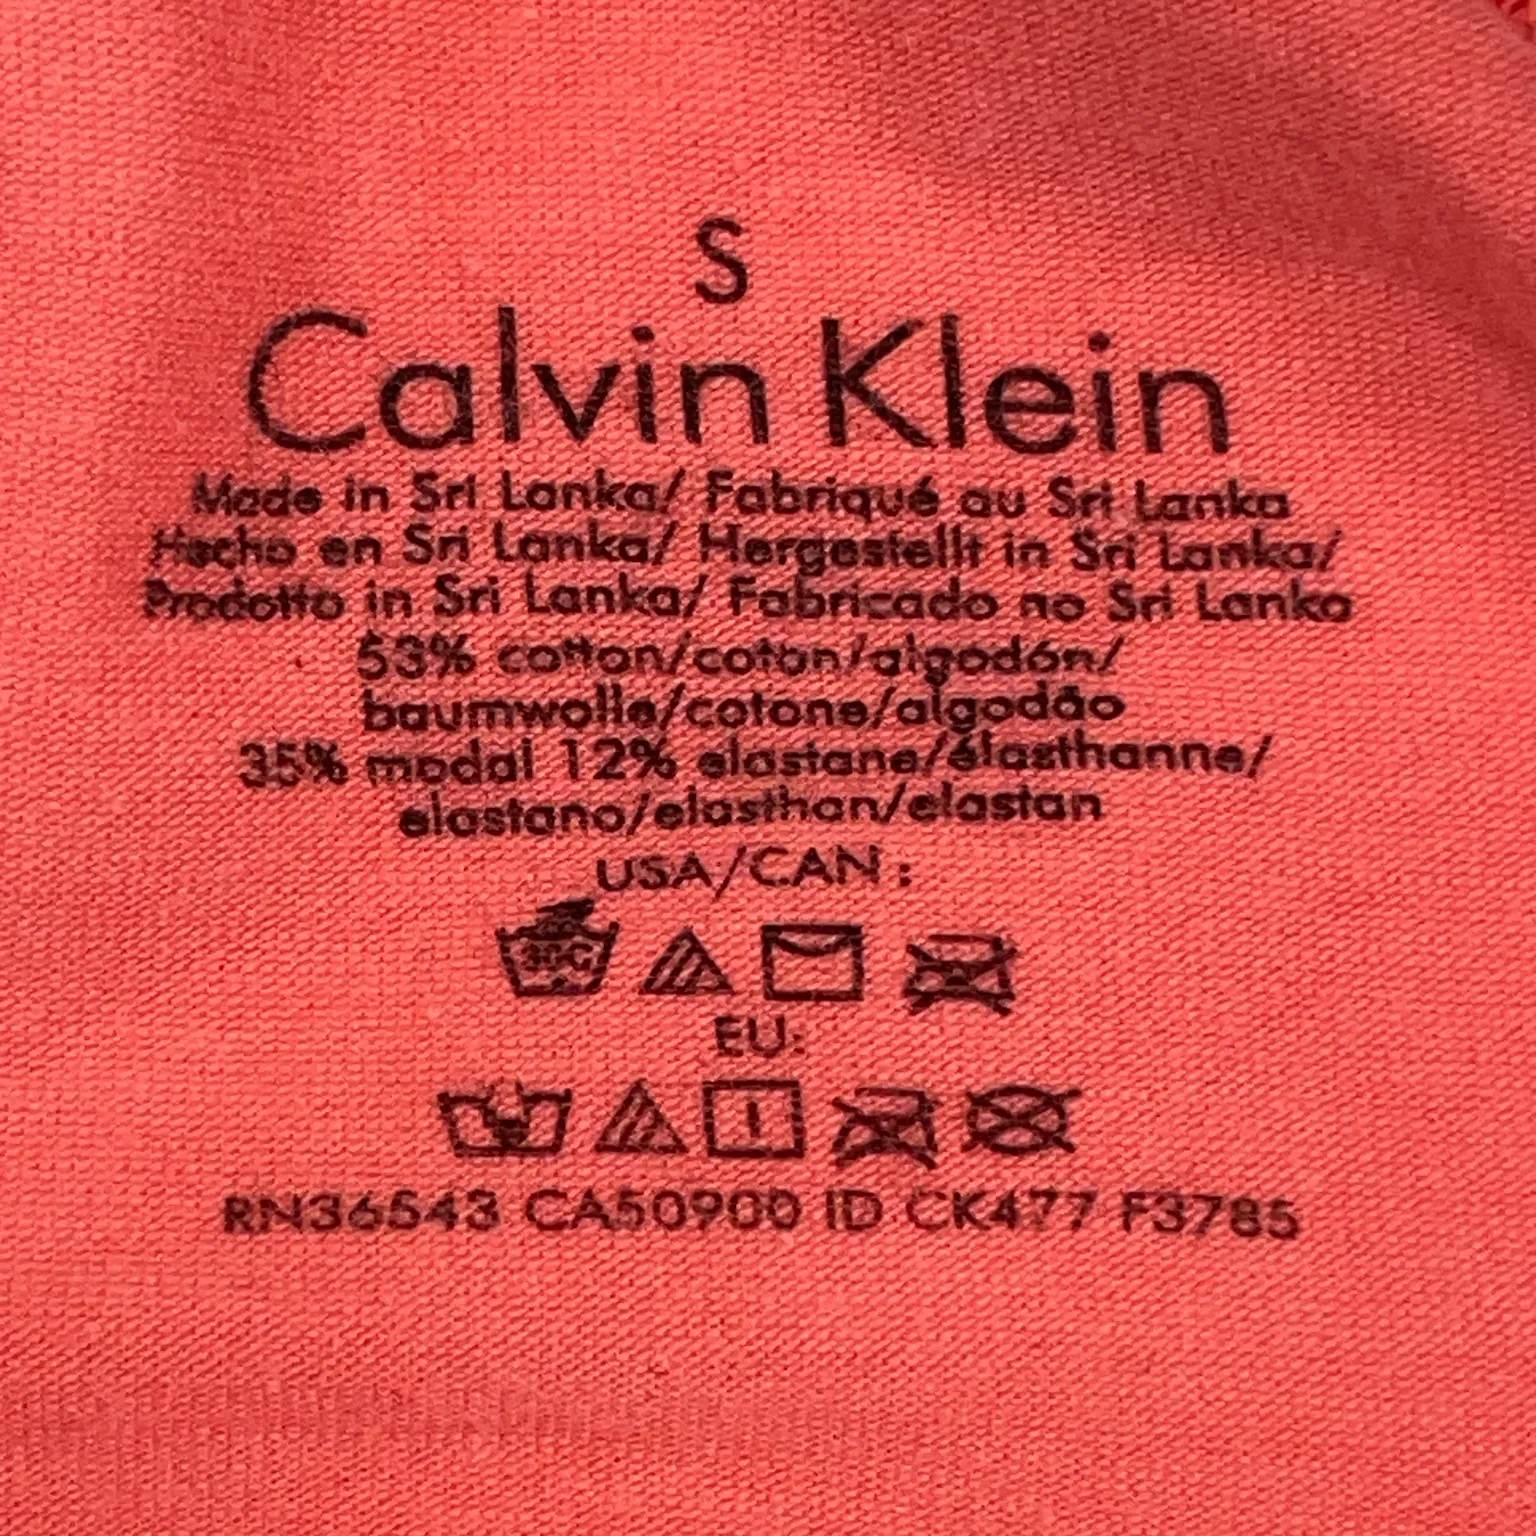 S
Calvin Klein
Made in Sri Lanka/ Fabriqué au Sri Lanka
Hecho en Sri Lanka/ Hergestellt in Sri Lanka/
Prodotto in Sri Lanka/ Fabricado no Sri Lanka
53% cotton/coton/algodón/
baumwolle/cotone/algodão
35% modal 12% elastane/élasthanne/
elastano/elasthan/elastan
USA/CAN :
30°C
EU:
RN36543 CA50900 ID CK477 F3785